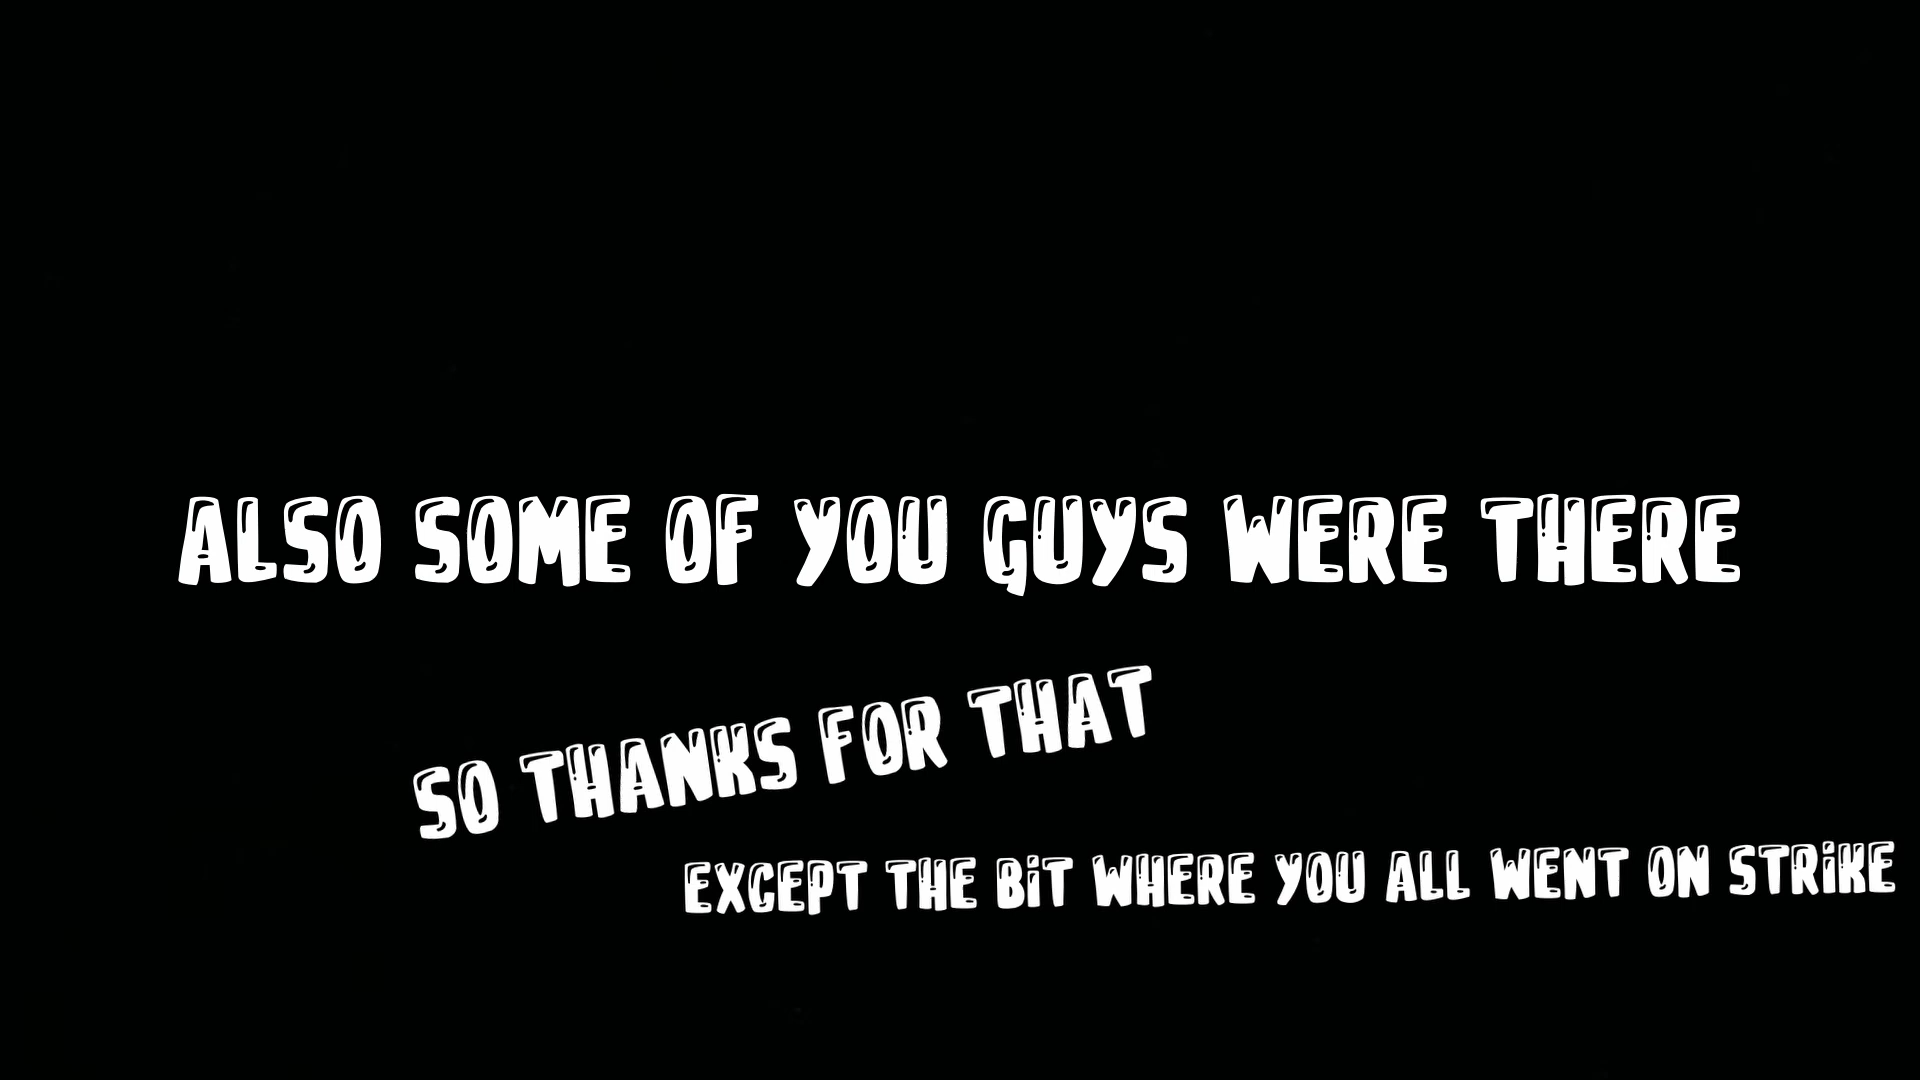 ALSO SOME OF YOU GUYS WERE THERE
SO THANKS FOR THAT
EXCEPT THE BIT WHERE YOU ALL WENT ON STRIKE